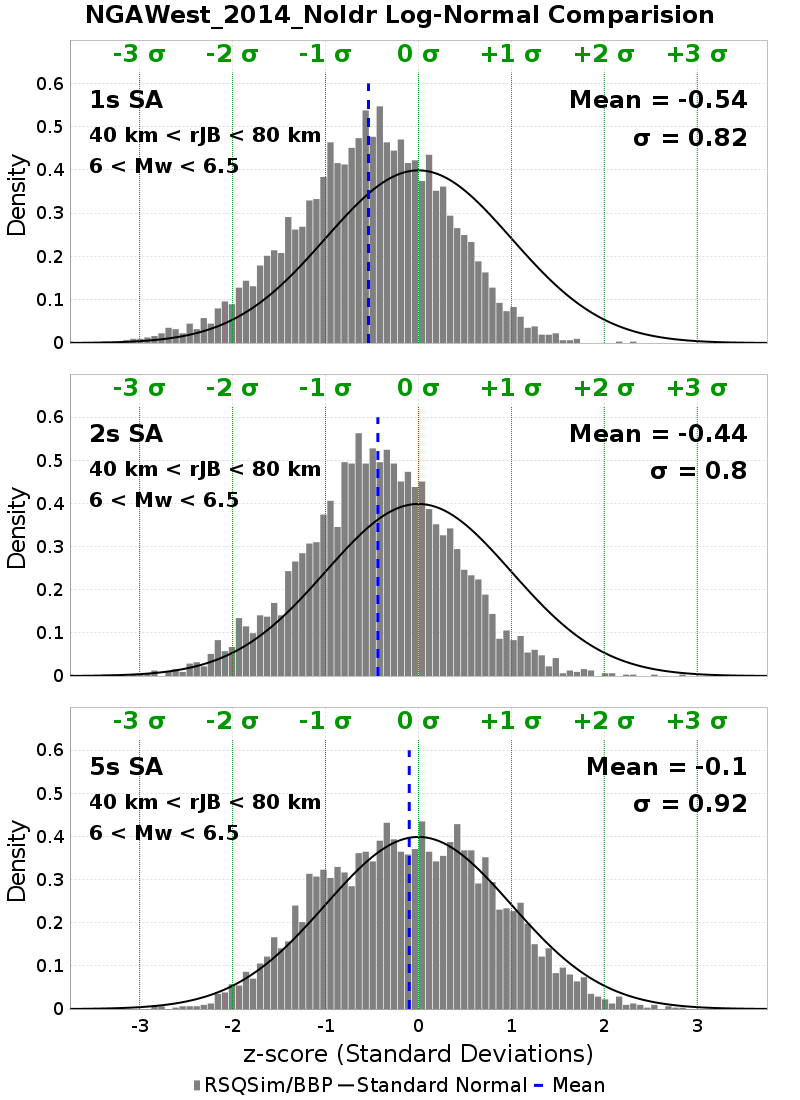 NGAWest_2014_NoIdr Log-Normal Comparision
-3 σ -2 σ -1 σ 0 σ +1 σ +2 σ +3 σ
1s SA
Mean = -0.54
40 km < rJB < 80 km
σ = 0.82
6 < Mw < 6.5
0.6
0.5
0.4
0.3
0.2
0.1
0
Density
-3 σ -2 σ -1 σ 0 σ +1 σ +2 σ +3 σ
2s SA
Mean = -0.44
40 km < rJB < 80 km
σ = 0.8
6 < Mw < 6.5
0.6
0.5
0.4
0.3
0.2
0.1
0
Density
-3 σ -2 σ -1 σ 0 σ +1 σ +2 σ +3 σ
5s SA
Mean = -0.1
40 km < rJB < 80 km
σ = 0.92
6 < Mw < 6.5
0.6
0.5
0.4
0.3
0.2
0.1
0
Density
-3 -2 -1 0 1 2 3
z-score (Standard Deviations)
RSQSim/BBP Standard Normal Mean